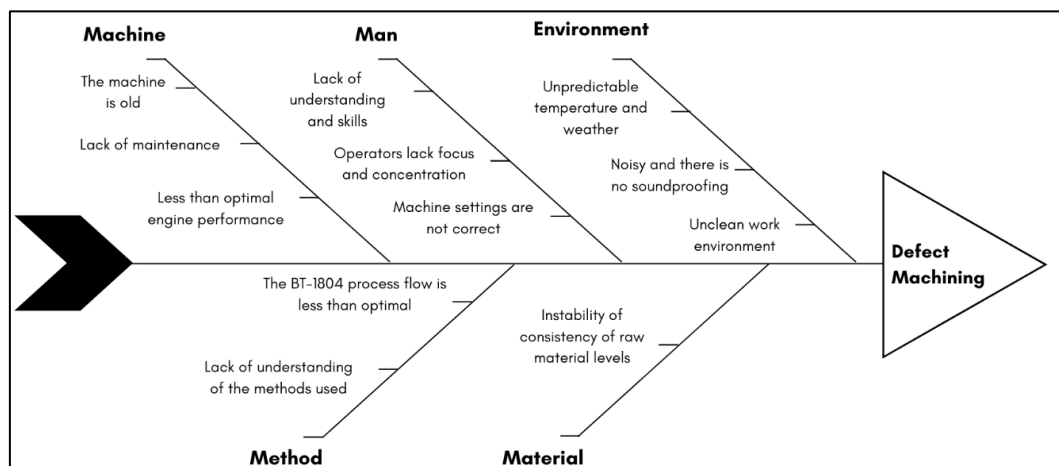 Machine
The machine
is old
Lack of maintenance
Less than optimal
engine performance
Man
Lack of
understanding
and skills
Operators lack focus
and concentration
Machine settings are
not correct
Environment
Unpredictable
temperature and
weather
Noisy and there is
no soundproofing
Unclean work
environment
Defect
Machining
The BT-1804 process flow is
less than optimal
Lack of understanding
of the methods used
Method
Instability of
consistency of raw
material levels
Material